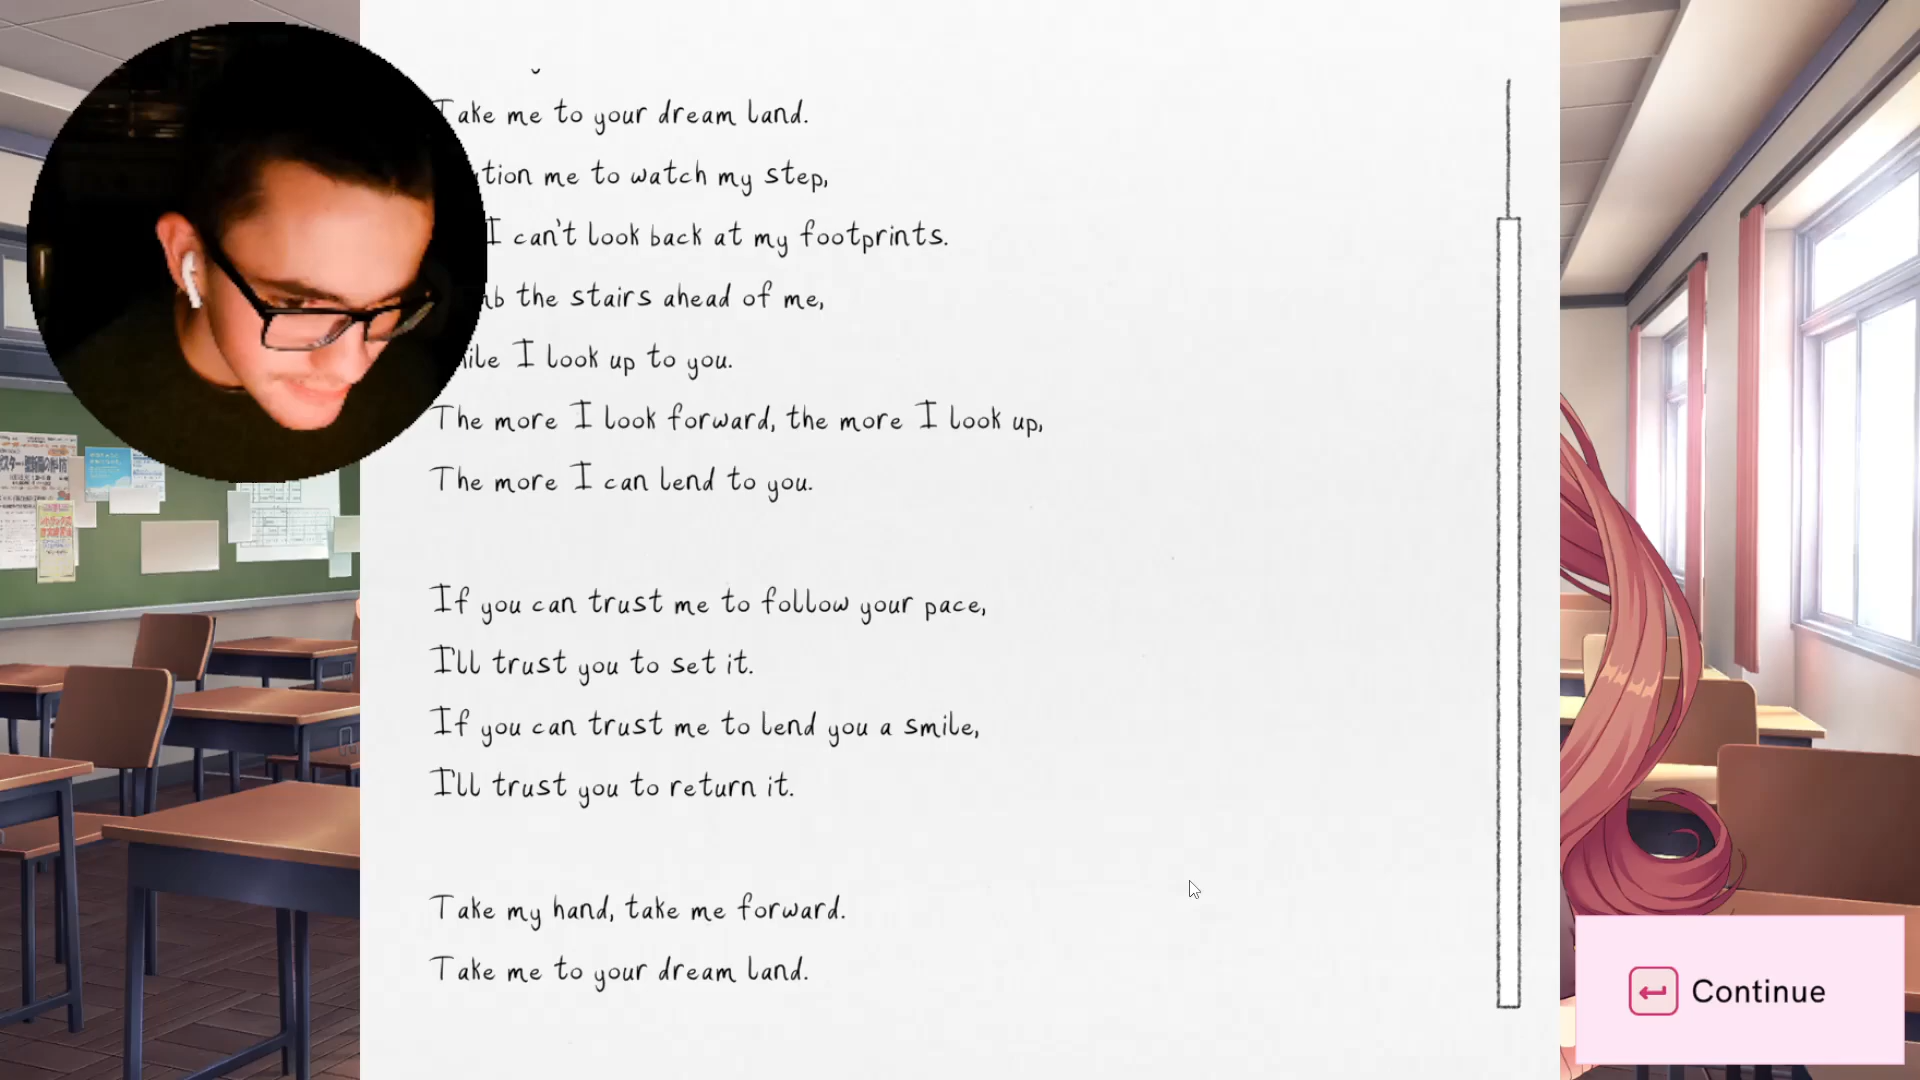 Take me to your dream land.
me to watch my step,
I can't look back at my footprints.
the stairs ahead of me,
I look up to you.
The more I look forward, the more I look up,
The more I can lend to you.
If you can trust me to follow your pace,
I'll trust you to set it.
If you can trust me to lend you a smile,
I'll trust you to return it.
Take my hand, take me forward.
Take me to your dream land.
Continue